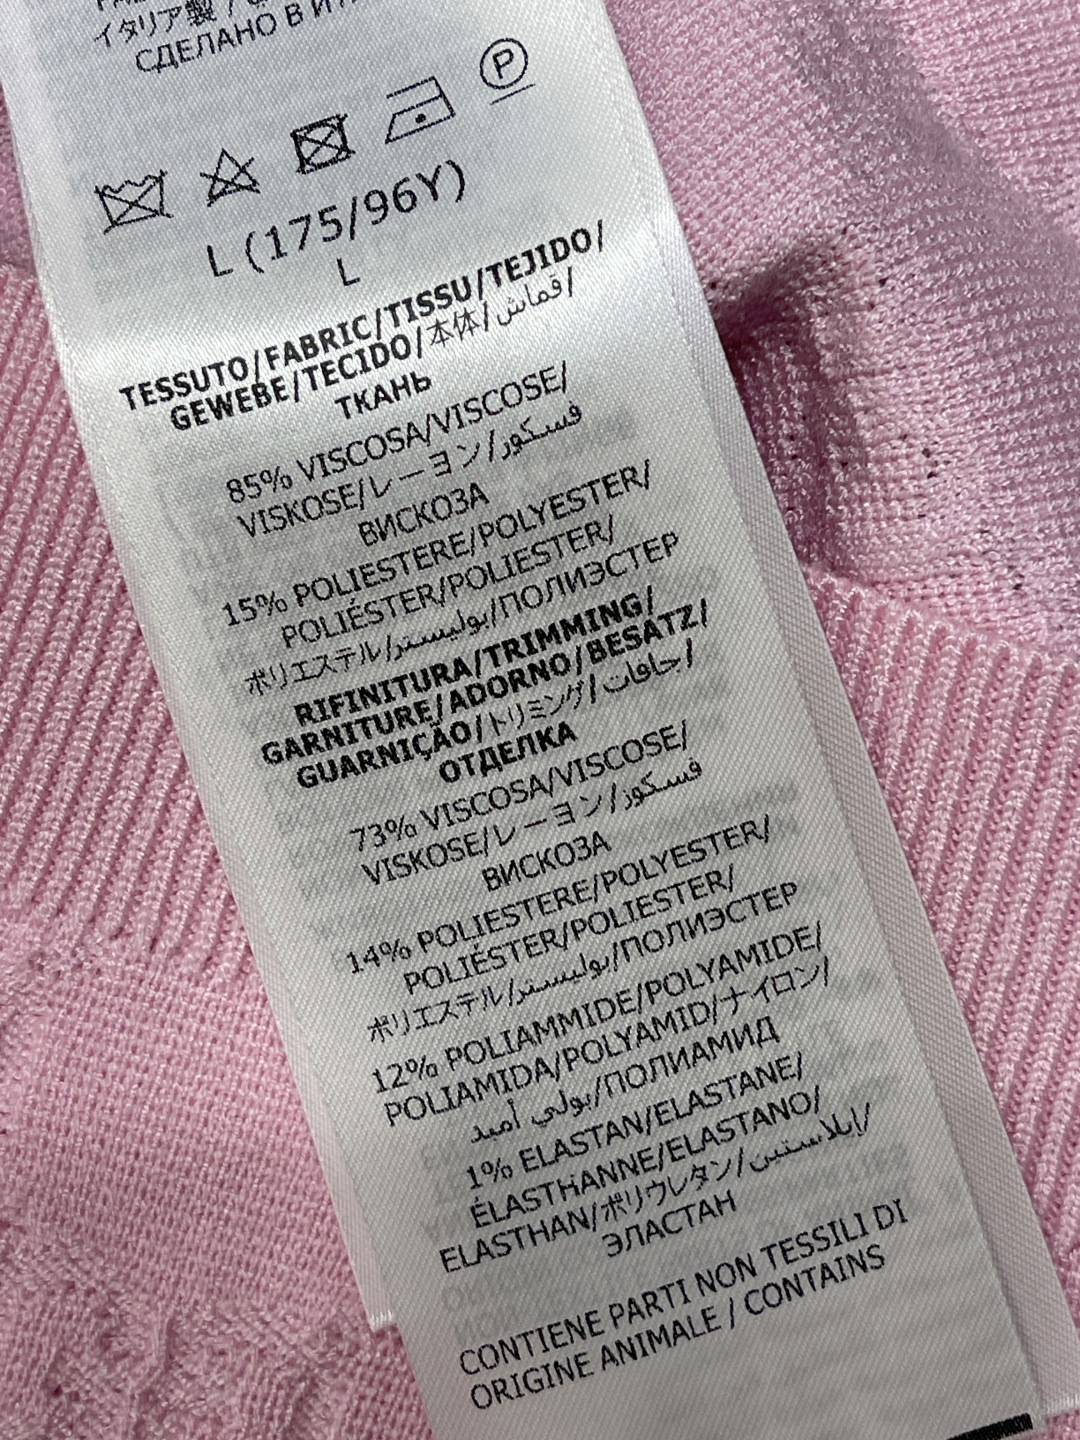 イタリア製 /
СДЕЛАНО В
P
L (175/96Y)
L
TESSUTO/FABRIC/TISSU/TEJIDO/
GEWEBE/TECIDO/本体/قماش/
ТКАНЬ
85% VISCOSA/VISCOSE/
VISKOSE/レーヨン/فسكوز/
ВИСКОЗА
15% POLIESTERE/POLYESTER/
POLIÉSTER/POLIESTER/
ポリエステル/بوليستر/ПОЛИЭСТЕР
RIFINITURA/TRIMMING/
GARNITURE/ADORNO/BESATZ/
GUARNIÇÃO/トリミング/حافات/
ОТДЕЛКА
73% VISCOSA/VISCOSE/
VISKOSE/レーヨン/فسكوز/
ВИСКОЗА
14% POLIESTERE/POLYESTER/
POLIÉSTER/POLIESTER/
ポリエステル/بوليستر/ПОЛИЭСТЕР
12% POLIAMMIDE/POLYAMIDE/
POLIAMIDA/POLYAMID/ナイロン/
بولي أميد/ПОЛИАМИД
1% ELASTAN/ELASTANE/
ÉLASTHANNE/ELASTANO/
ELASTHAN/ポリウレタン/إيلاستين/
ЭЛАСТАН
CONTIENE PARTI NON TESSILI DI
ORIGINE ANIMALE / CONTAINS